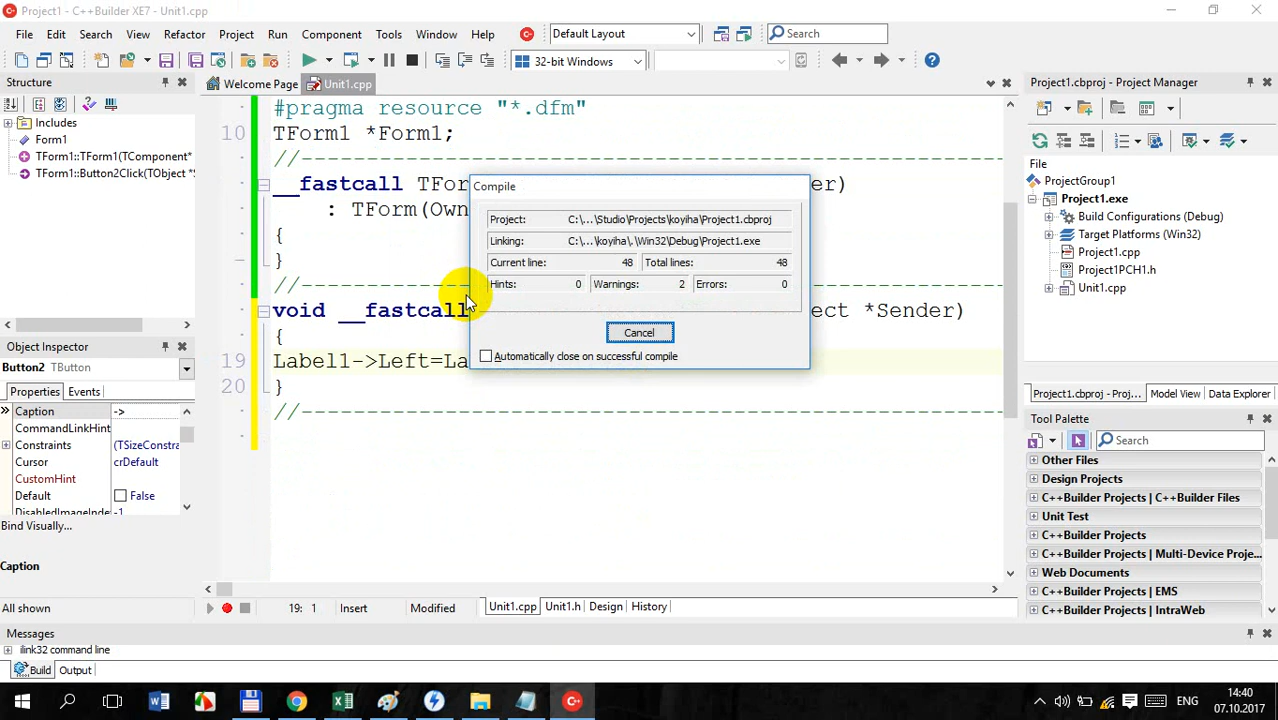 Project1 - C++Builder XE7 - Unit1.cpp
File Edit Search View Refactor Project Run Component Tools Window Help
Default Layout
Search
32-bit Windows
Structure
Includes
Form1
TForm1::TForm1(TComponent*
TForm1::Button2Click(TObject *S
Object Inspector
Button2 TButton
Properties Events
Caption ->
CommandLinkHint
Constraints (TSizeConstra
Cursor crDefault
CustomHint
Default False
DisabledImageInde -1
Bind Visually...
Caption
All shown
Welcome Page Unit1.cpp
#pragma resource "*.dfm"
10 TForm1 *Form1;
//---------------------------------------------------------
__fastcall TFor er)
: TForm(Own
{
}
//---------------------------------------------------------
void __fastcall ect *Sender)
{
19 Label1->Left=La
20 }
//---------------------------------------------------------
Compile
Project: C:\...\Studio\Projects\koyiha\Project1.cbproj
Linking: C:\...\koyiha\.\Win32\Debug\Project1.exe
Current line: 48 Total lines: 48
Hints: 0 Warnings: 2 Errors: 0
Cancel
Automatically close on successful compile
19: 1 Insert Modified Unit1.cpp Unit1.h Design History
Project1.cbproj - Project Manager
File
ProjectGroup1
Project1.exe
Build Configurations (Debug)
Target Platforms (Win32)
Project1.cpp
Project1PCH1.h
Unit1.cpp
Project1.cbproj - Proj... Model View Data Explorer
Tool Palette
Search
Other Files
Design Projects
C++Builder Projects | C++Builder Files
Unit Test
C++Builder Projects
C++Builder Projects | Multi-Device Proje...
Web Documents
C++Builder Projects | EMS
C++Builder Projects | IntraWeb
Messages
ilink32 command line
Build Output
ENG
14:40
07.10.2017